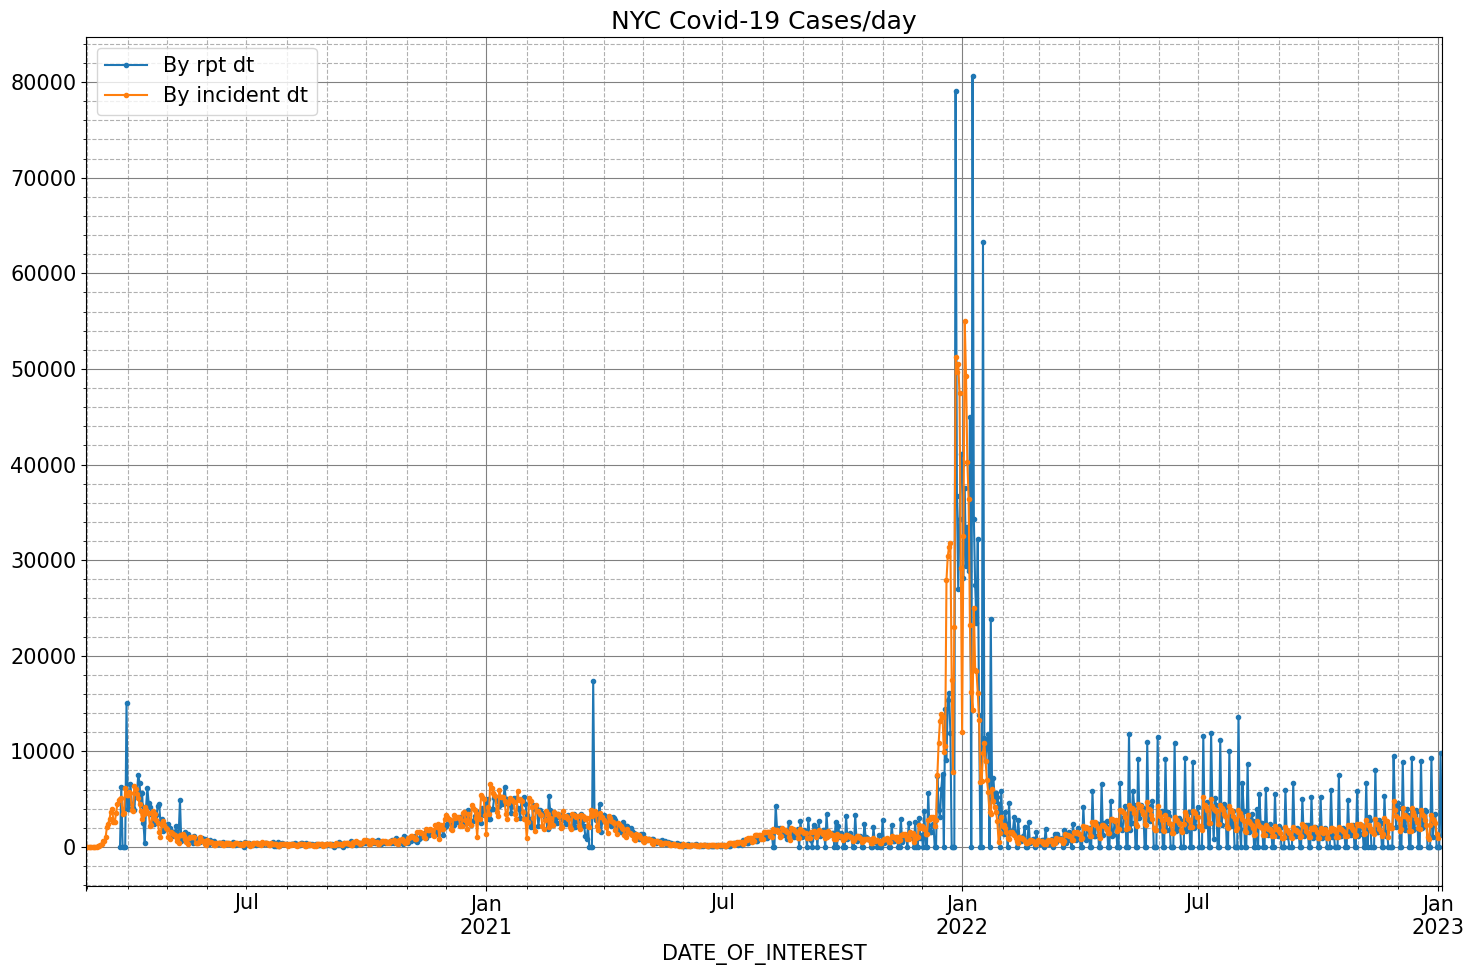 NYC Covid-19 Cases/day
By rpt dt
By incident dt
80000
70000
60000
50000
40000
30000
20000
10000
0
Jul Jan Jul Jan Jul Jan
2021 2022 2023
DATE_OF_INTEREST